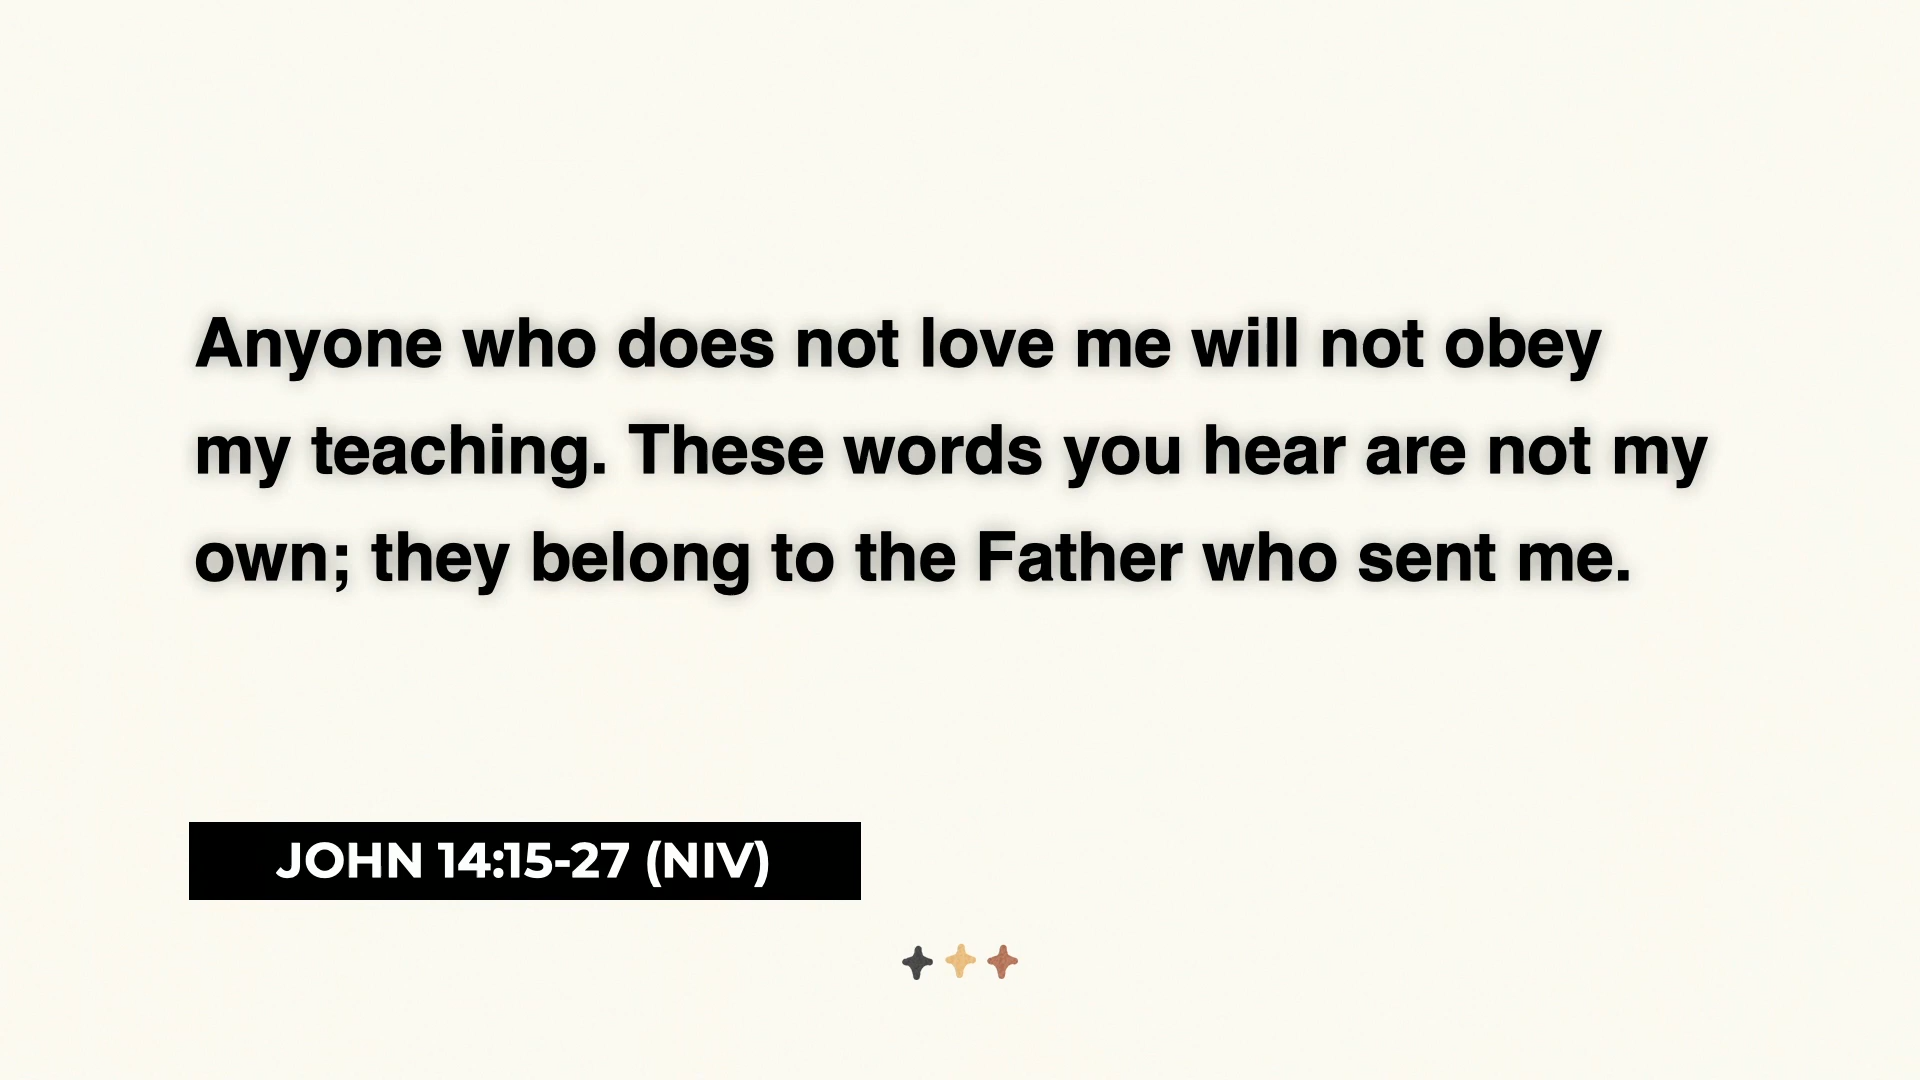 Anyone who does not love me will not obey
my teaching. These words you hear are not my
own; they belong to the Father who sent me.
JOHN 14:15-27 (NIV)